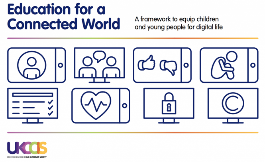 Education for a
Connected World
A framework to equip children
and young people for digital life
UKCIS